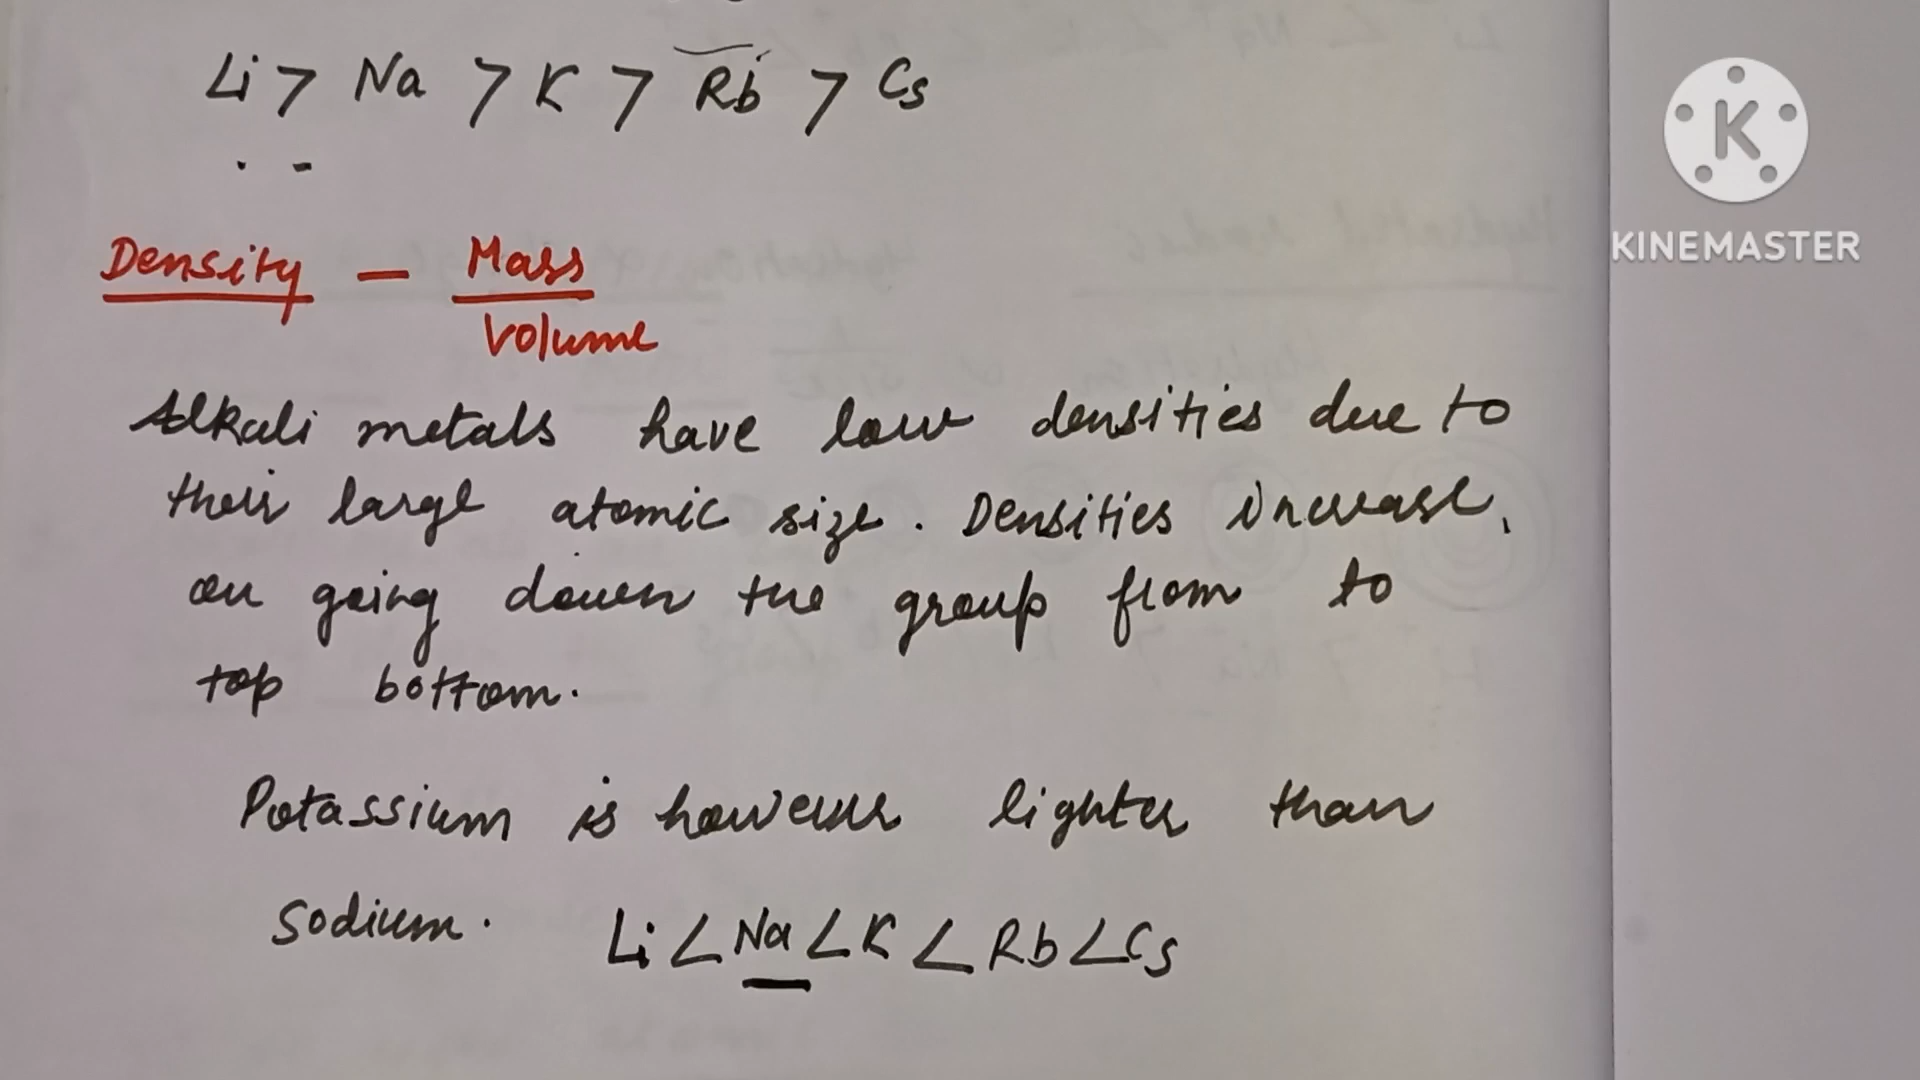 Li > Na > K > Rb > Cs
Density - Mass
Volume
Alkali metals have low densities due to
their large atomic size. Densities increase,
on going down the group from to
top bottom.
Potassium is however lighter than
sodium. Li < Na < K < Rb < Cs
K
KINEMASTER